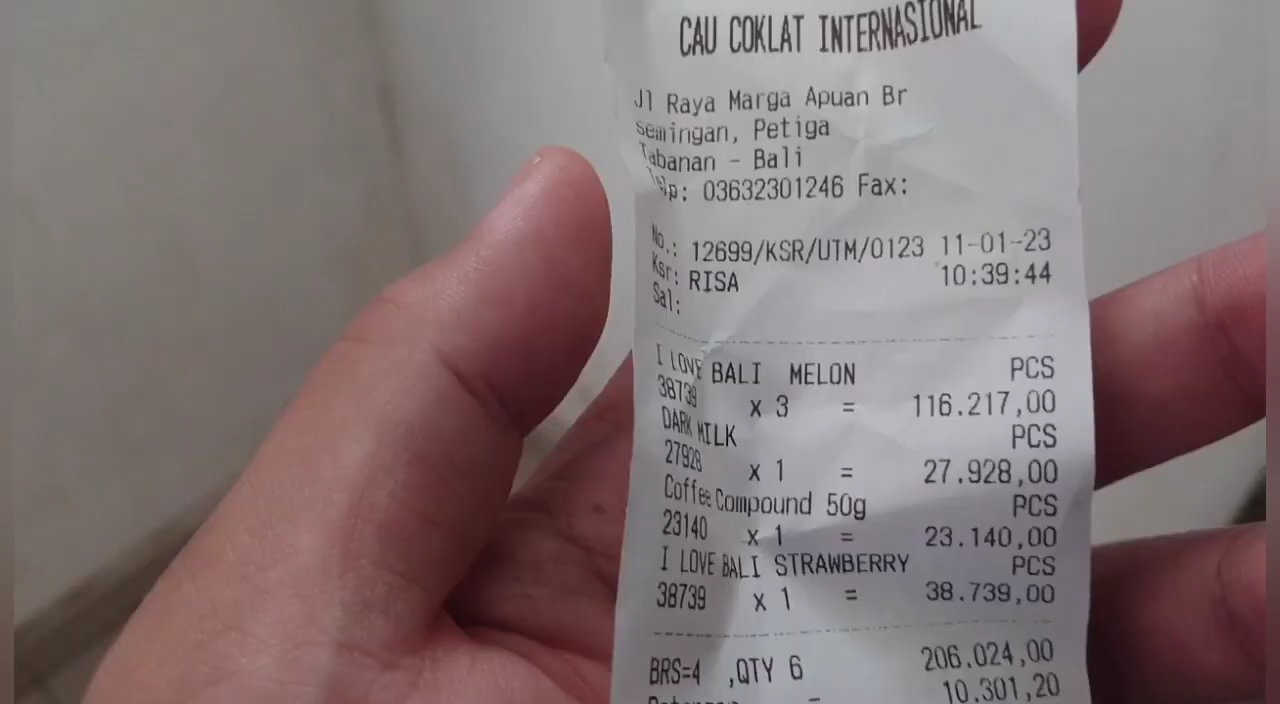 CAU COKLAT INTERNASIONAL
Jl Raya Marga Apuan Br
semingan, Petiga
Tabanan - Bali
Telp: 03632301246 Fax:
No.: 12699/KSR/UTM/0123 11-01-23
Ksr: RISA 10:39:44
Sal:
I LOVE BALI MELON PCS
38739 x 3 = 116.217,00
DARK MILK PCS
27928 x 1 = 27.928,00
Coffee Compound 50g PCS
23140 x 1 = 23.140,00
I LOVE BALI STRAWBERRY PCS
38739 x 1 = 38.739,00
BRS=4 ,QTY 6 206.024,00
10.301,20